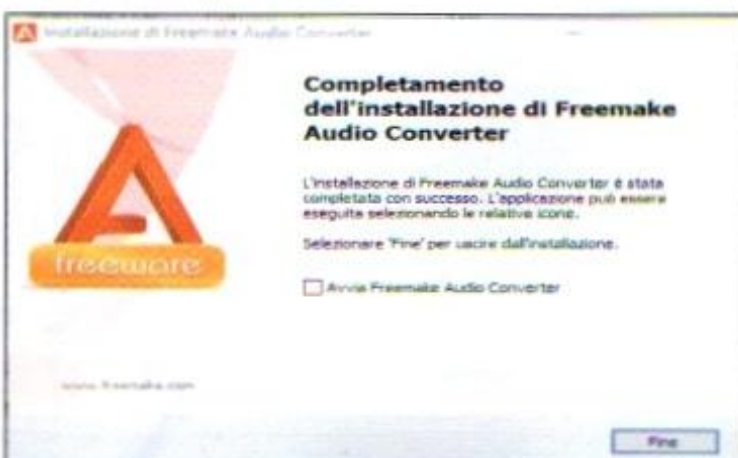 Installazione di Freemake Audio Converter
Completamento
dell'installazione di Freemake
Audio Converter
L'installazione di Freemake Audio Converter è stata
completata con successo. L'applicazione può essere
eseguita selezionando le relative icone.
Selezionare 'Fine' per uscire dall'installazione.
Avvia Freemake Audio Converter
freeware
www.freemake.com
Fine